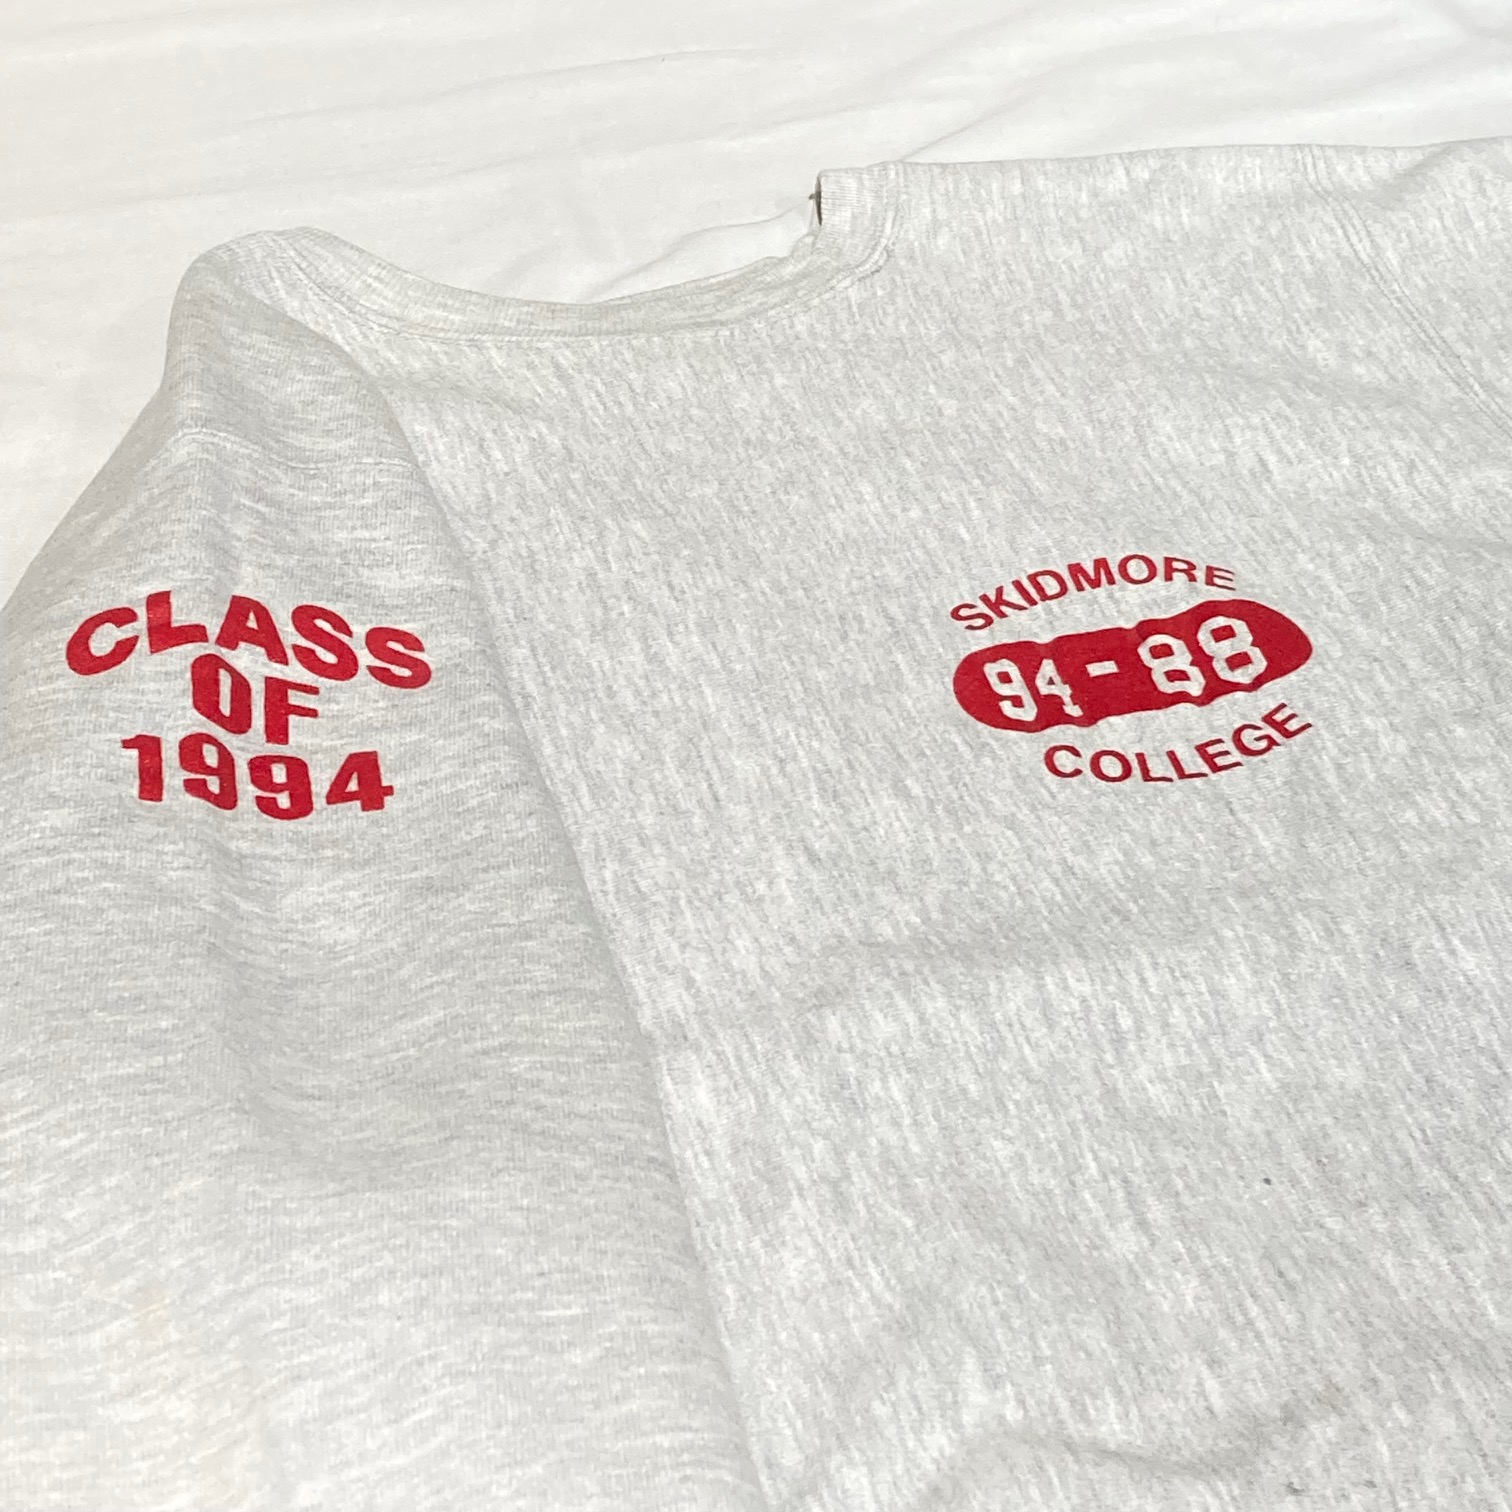 CLASS
OF
1994
SKIDMORE
94-88
COLLEGE